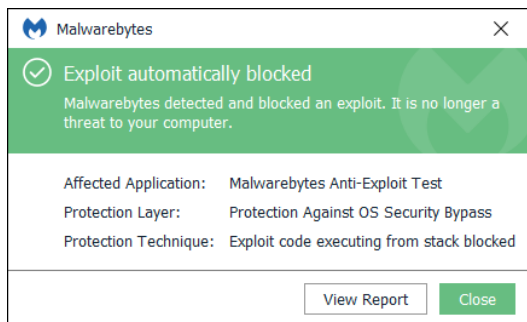 Malwarebytes
Exploit automatically blocked
Malwarebytes detected and blocked an exploit. It is no longer a
threat to your computer.
Affected Application: Malwarebytes Anti-Exploit Test
Protection Layer: Protection Against OS Security Bypass
Protection Technique: Exploit code executing from stack blocked
View Report Close